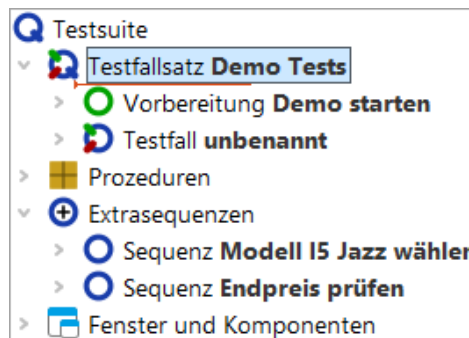 Testsuite
Testfallsatz Demo Tests
Vorbereitung Demo starten
Testfall unbenannt
Prozeduren
Extrasequenzen
Sequenz Modell I5 Jazz wählen
Sequenz Endpreis prüfen
Fenster und Komponenten